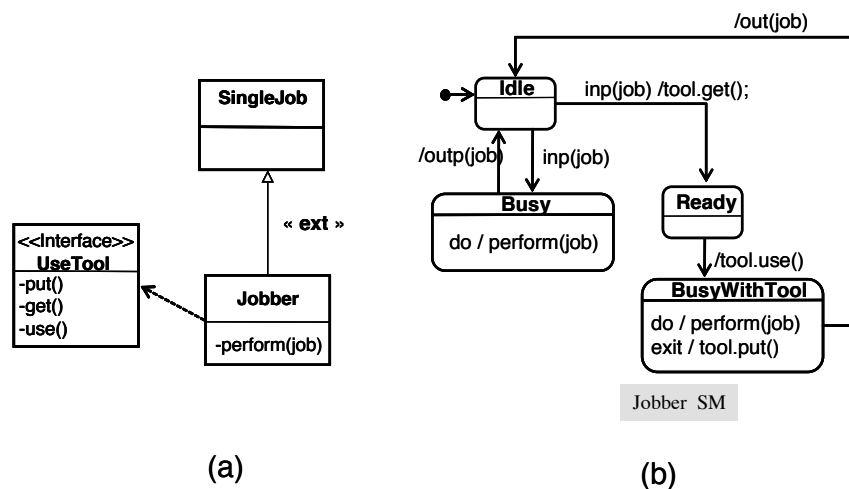 SingleJob
« ext »
<<Interface>>
UseTool
-put()
-get()
-use()
Jobber
-perform(job)
(a)
/out(job)
Idle
inp(job) /tool.get();
/outp(job)
inp(job)
Busy
do / perform(job)
Ready
/tool.use()
BusyWithTool
do / perform(job)
exit / tool.put()
Jobber SM
(b)